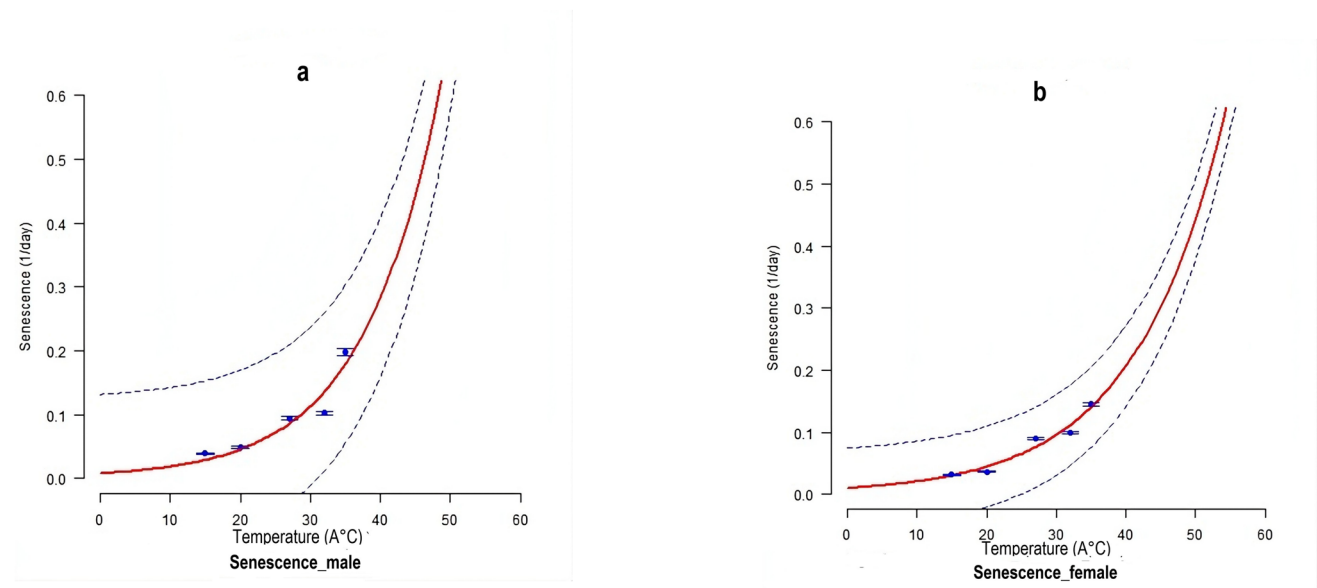 a
0.6
0.5
0.4
0.3
0.2
0.1
0.0
Senescence (1/day)
0 10 20 30 40 50 60
Temperature (A°C)
Senescence_male
b
0.6
0.5
0.4
0.3
0.2
0.1
0.0
Senescence (1/day)
0 10 20 30 40 50 60
Temperature (A°C)
Senescence_female